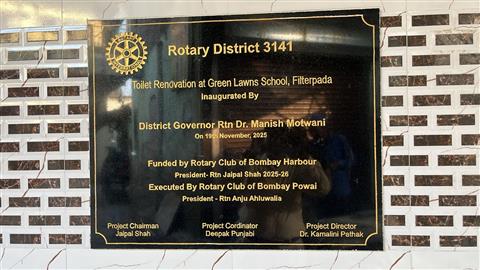 Rotary District 3141
Toilet Renovation at Green Lawns School, Filterpada
Inaugurated By
District Governor Rtn Dr. Manish Motwani
On 19th November, 2025
Funded by Rotary Club of Bombay Harbour
President- Rtn Jaipal Shah 2025-26
Executed By Rotary Club of Bombay Powai
President - Rtn Anju Ahluwalia
Project Chairman
Jaipal Shah
Project Cordinator
Deepak Punjabi
Project Director
Dr. Kamalini Pathak